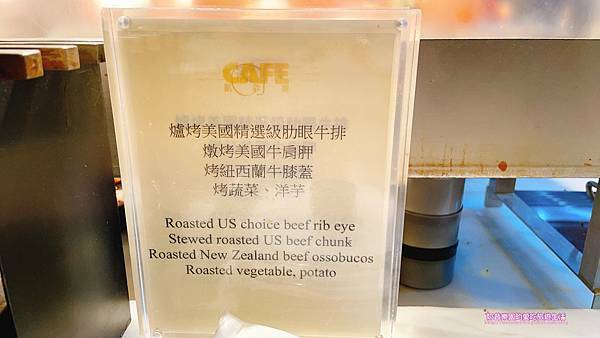 CAFE
爐烤美國精選級肋眼牛排
燉烤美國牛肩胛
烤紐西蘭牛膝蓋
烤蔬菜、洋芋
Roasted US choice beef rib eye
Stewed roasted US beef chunk
Roasted New Zealand beef ossobucos
Roasted vegetable, potato